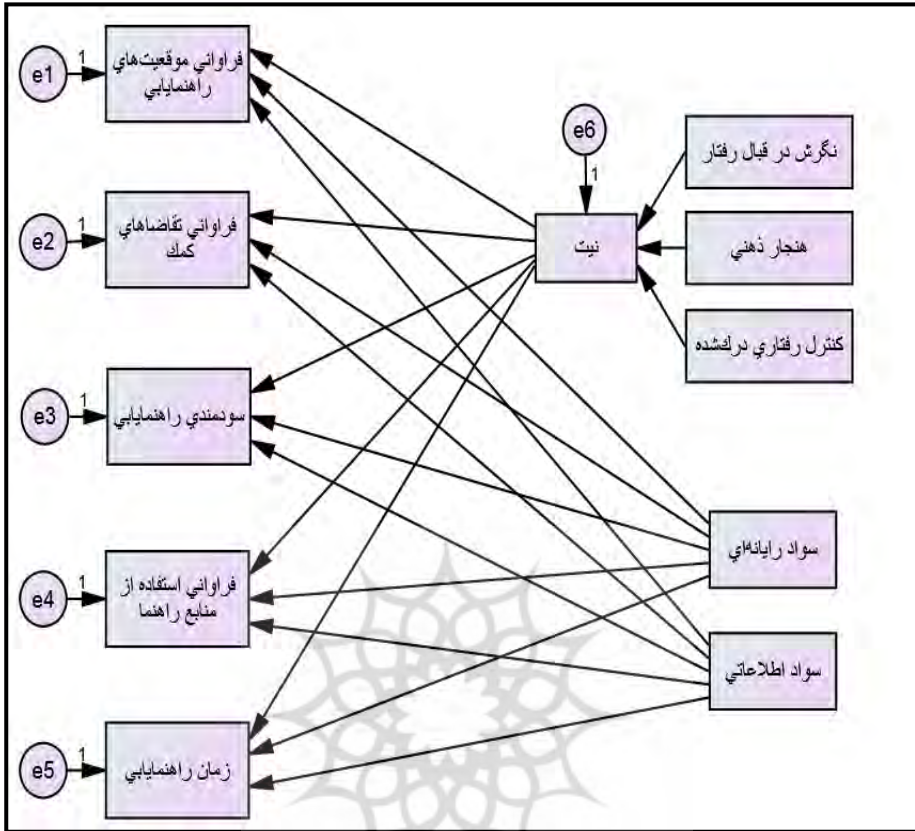 e1
1
فراواني موقعيت‌هاي
راهنمايابي
e6
1
نگرش در قبال رفتار
e2
1
فراواني تقاضاهاي
كمك
نيت
هنجار ذهني
كنترل رفتاري درك‌شده
e3
1
سودمندي راهنمايابي
سواد رايانه‌اي
e4
1
فراواني استفاده از
منابع راهنما
سواد اطلاعاتي
e5
1
زمان راهنمايابي